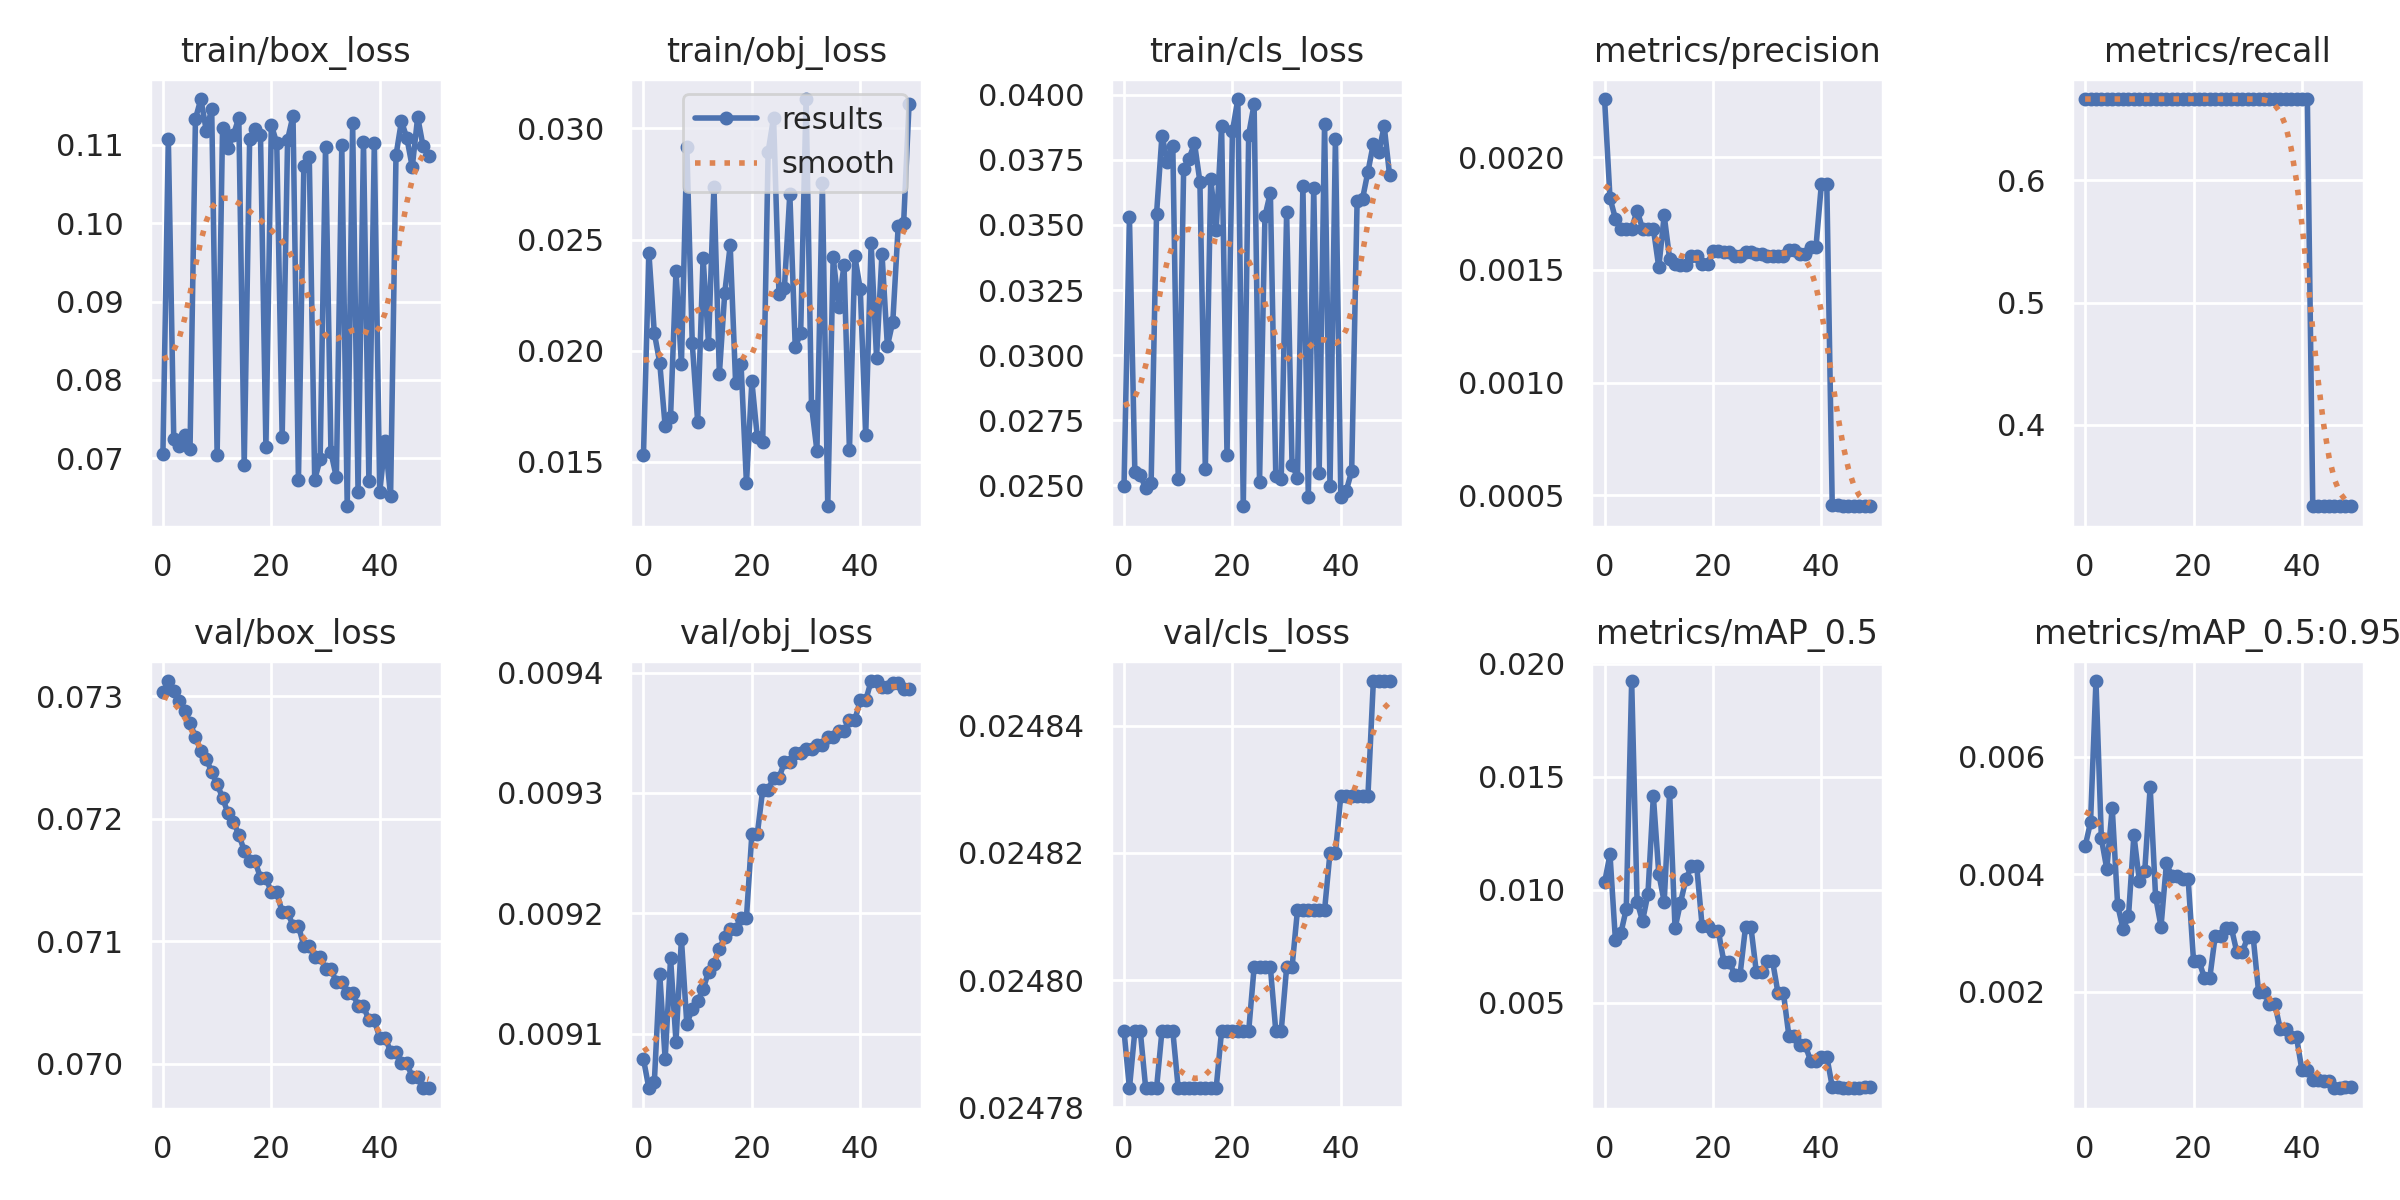 train/box_loss
0.11
0.10
0.09
0.08
0.07
0 20 40
train/obj_loss
results
smooth
0.030
0.025
0.020
0.015
0 20 40
train/cls_loss
0.0400
0.0375
0.0350
0.0325
0.0300
0.0275
0.0250
0 20 40
metrics/precision
0.0020
0.0015
0.0010
0.0005
0 20 40
metrics/recall
0.6
0.5
0.4
0 20 40
val/box_loss
0.073
0.072
0.071
0.070
0 20 40
val/obj_loss
0.0094
0.0093
0.0092
0.0091
0 20 40
val/cls_loss
0.02484
0.02482
0.02480
0.02478
0 20 40
metrics/mAP_0.5
0.020
0.015
0.010
0.005
0 20 40
metrics/mAP_0.5:0.95
0.006
0.004
0.002
0 20 40